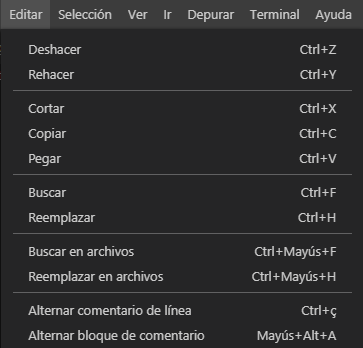 Editar Selección Ver Ir Depurar Terminal Ayuda
Deshacer Ctrl+Z
Rehacer Ctrl+Y
Cortar Ctrl+X
Copiar Ctrl+C
Pegar Ctrl+V
Buscar Ctrl+F
Reemplazar Ctrl+H
Buscar en archivos Ctrl+Mayús+F
Reemplazar en archivos Ctrl+Mayús+H
Alternar comentario de línea Ctrl+ç
Alternar bloque de comentario Mayús+Alt+A